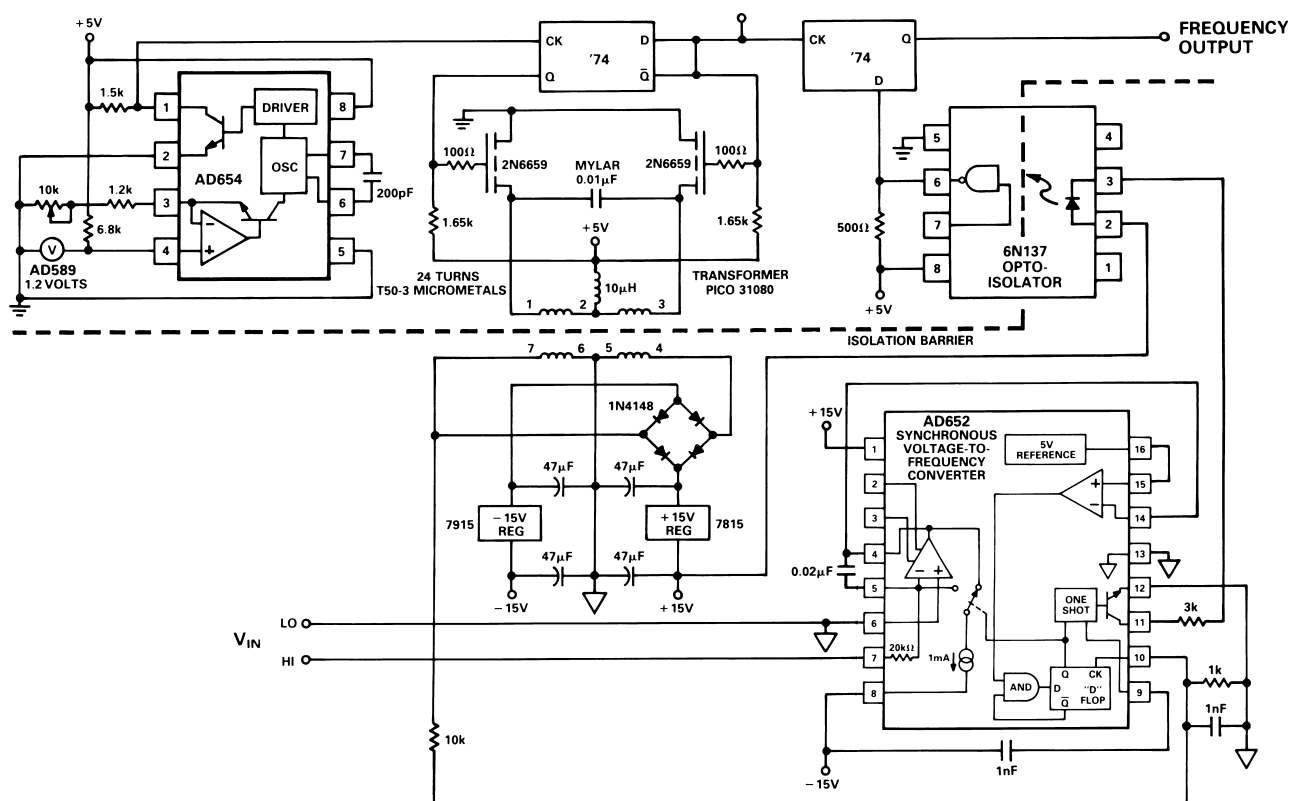 +5V
CK
D
'74
Q
Q̅
CK
Q
'74
D
FREQUENCY
OUTPUT
1.5k
1
8
DRIVER
2
7
OSC
AD654
200pF
10k
1.2k
3
6
6.8k
V
4
5
AD589
1.2 VOLTS
100Ω
2N6659
MYLAR
0.01µF
2N6659
100Ω
1.65k
1.65k
+5V
24 TURNS
T50-3 MICROMETALS
10µH
TRANSFORMER
PICO 31080
1
2
3
500Ω
+5V
5
4
6
3
7
2
8
1
6N137
OPTO-
ISOLATOR
ISOLATION BARRIER
7
6
5
4
1N4148
47µF
47µF
7915
−15V
REG
+15V
REG
7815
47µF
47µF
−15V
+15V
LO
VIN
HI
10k
+15V
AD652
SYNCHRONOUS
VOLTAGE-TO-
FREQUENCY
CONVERTER
5V
REFERENCE
1
16
2
15
3
14
4
13
0.02µF
5
12
6
11
7
10
8
9
20kΩ
1mA
ONE
SHOT
AND
D
Q
CK
"D"
FLOP
Q̅
3k
1k
1nF
1nF
−15V